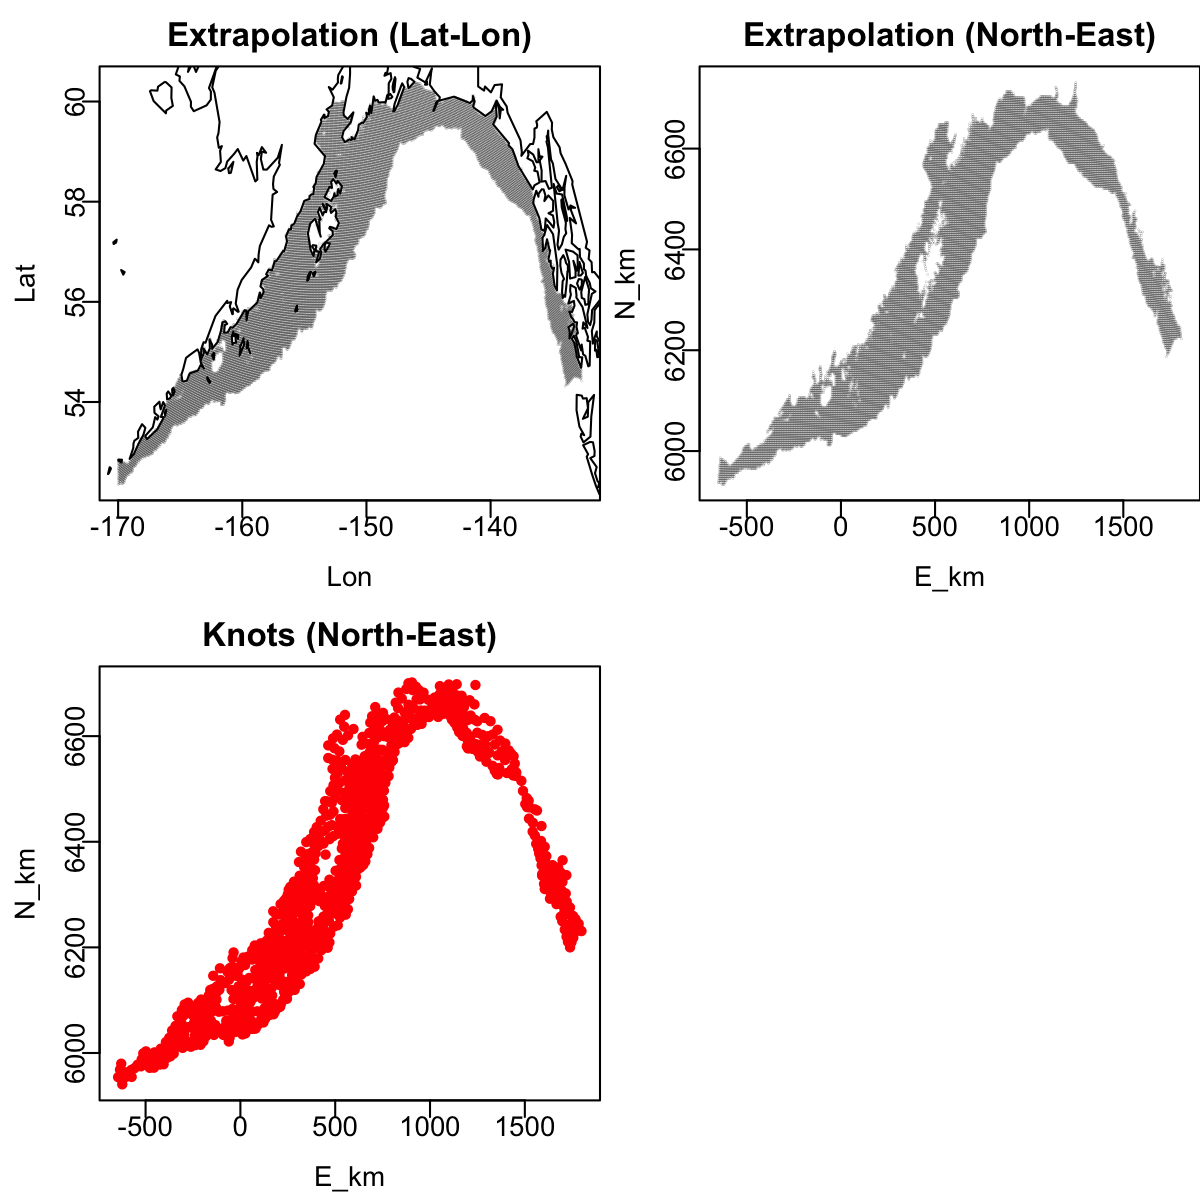 Extrapolation (Lat-Lon)
60
58
56
54
Lat
-170 -160 -150 -140
Lon
Extrapolation (North-East)
6600
6400
6200
6000
N_km
-500 0 500 1000 1500
E_km
Knots (North-East)
6600
6400
6200
6000
N_km
-500 0 500 1000 1500
E_km